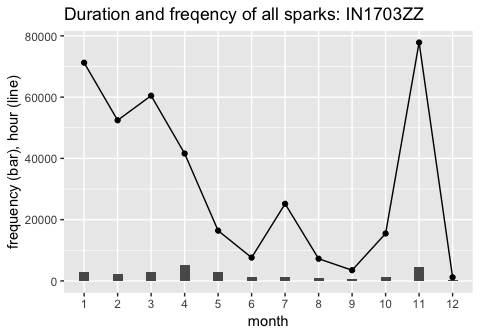 Duration and freqency of all sparks: IN1703ZZ
frequency (bar), hour (line)
80000
60000
40000
20000
0
1 2 3 4 5 6 7 8 9 10 11 12
month